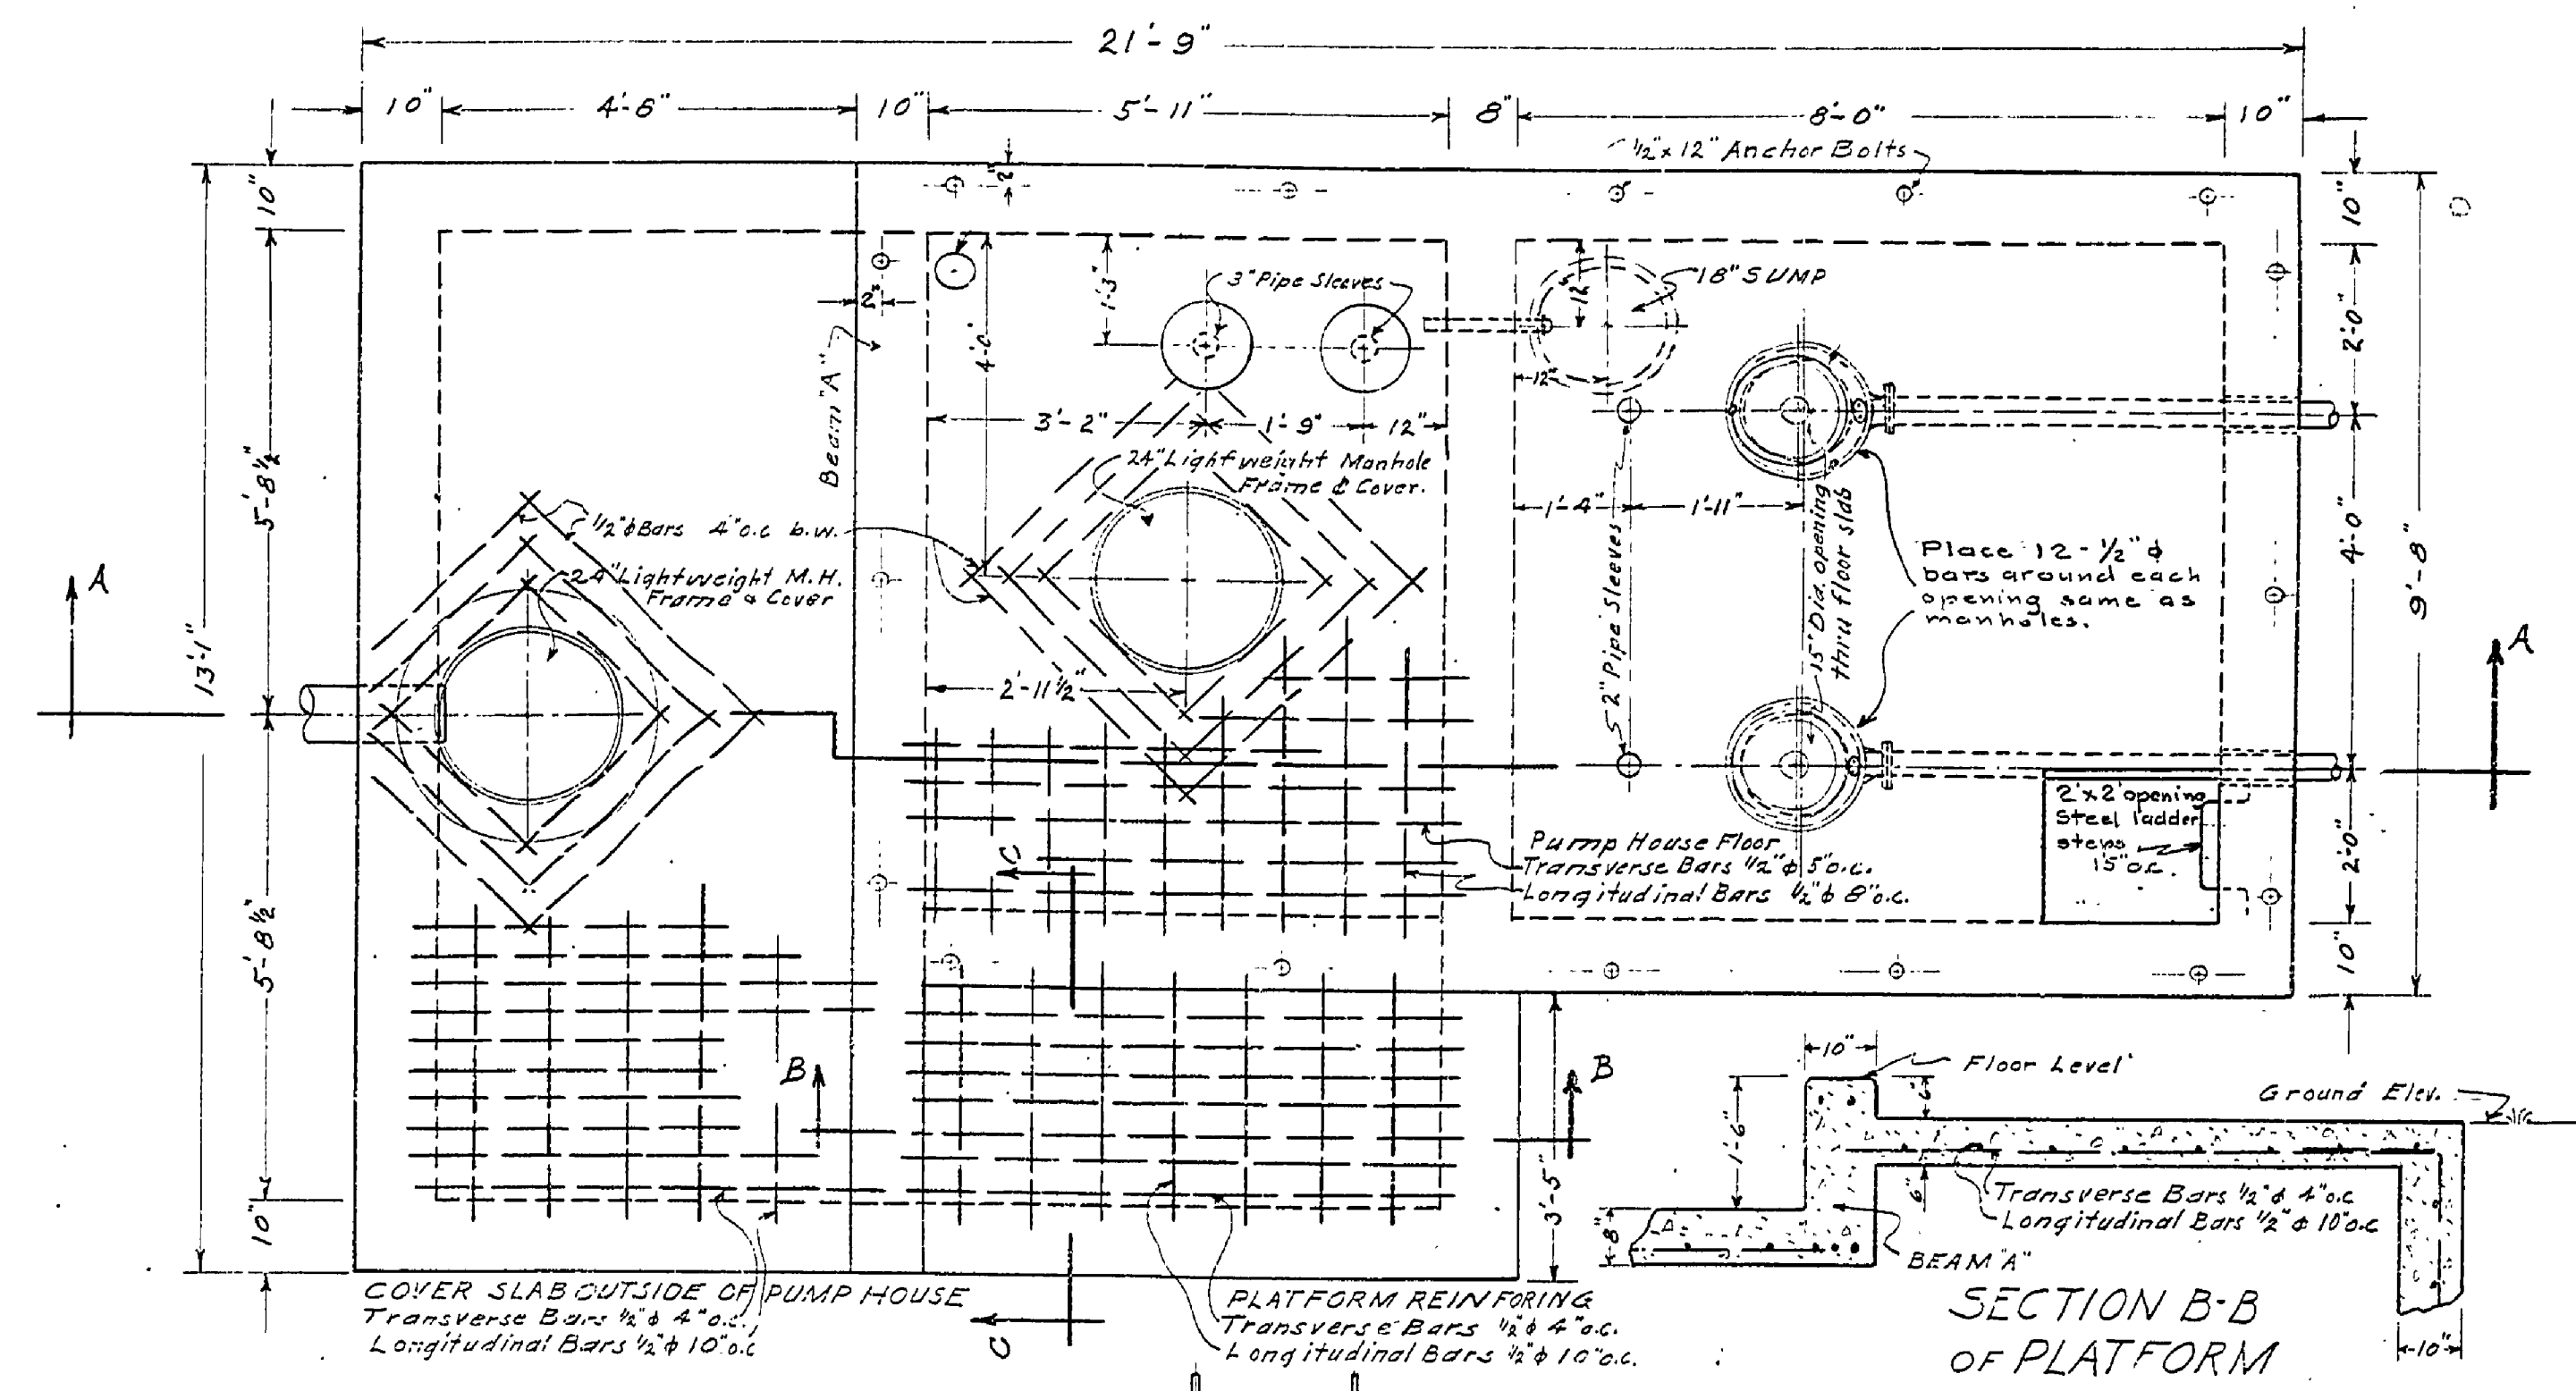 21'-9"
10" 4'-8" 10" 5'-11" 8" 8'-0" 10"
1/2"x 12" Anchor Bolts
10"
2"
10"
3" Pipe Sleeves
18" SUMP
1'-3"
12"
2"
4'-0"
2'-0"
12"
Beam "A"
3'-2" 1'-9" 12"
24" Lightweight Manhole
Frame & Cover.
5'-8 1/2"
1/2"ϕ Bars 4" o.c b.w.
1'-4" 1'-11"
24" Lightweight M.H.
Frame & Cover
2" Pipe Sleeves
15" Dia. opening
thru floor slab
Place 12-1/2" ϕ
bars around each
opening same as
manholes.
4'-0"
9'-8"
A
A
13'-1"
2'-11 1/2"
2'x2' opening
Steel ladder
steps
15" o.c.
2'-0"
Pump House Floor
Transverse Bars 1/2" ϕ 5" o.c.
Longitudinal Bars 1/2" ϕ 8" o.c.
C
5'-8 1/2"
10"
B
B
10"
3'-5"
10"
Floor Level
6"
Ground Elev.
1'-6"
6"
Transverse Bars 1/2" ϕ 4" o.c
Longitudinal Bars 1/2" ϕ 10" o.c
8"
BEAM "A"
COVER SLAB OUTSIDE OF PUMP HOUSE
Transverse Bars 1/2" ϕ 4" o.c.
Longitudinal Bars 1/2" ϕ 10" o.c
C
PLATFORM REINFORING
Transverse Bars 1/2" ϕ 4" o.c.
Longitudinal Bars 1/2" ϕ 10" o.c.
SECTION B-B
OF PLATFORM
10"